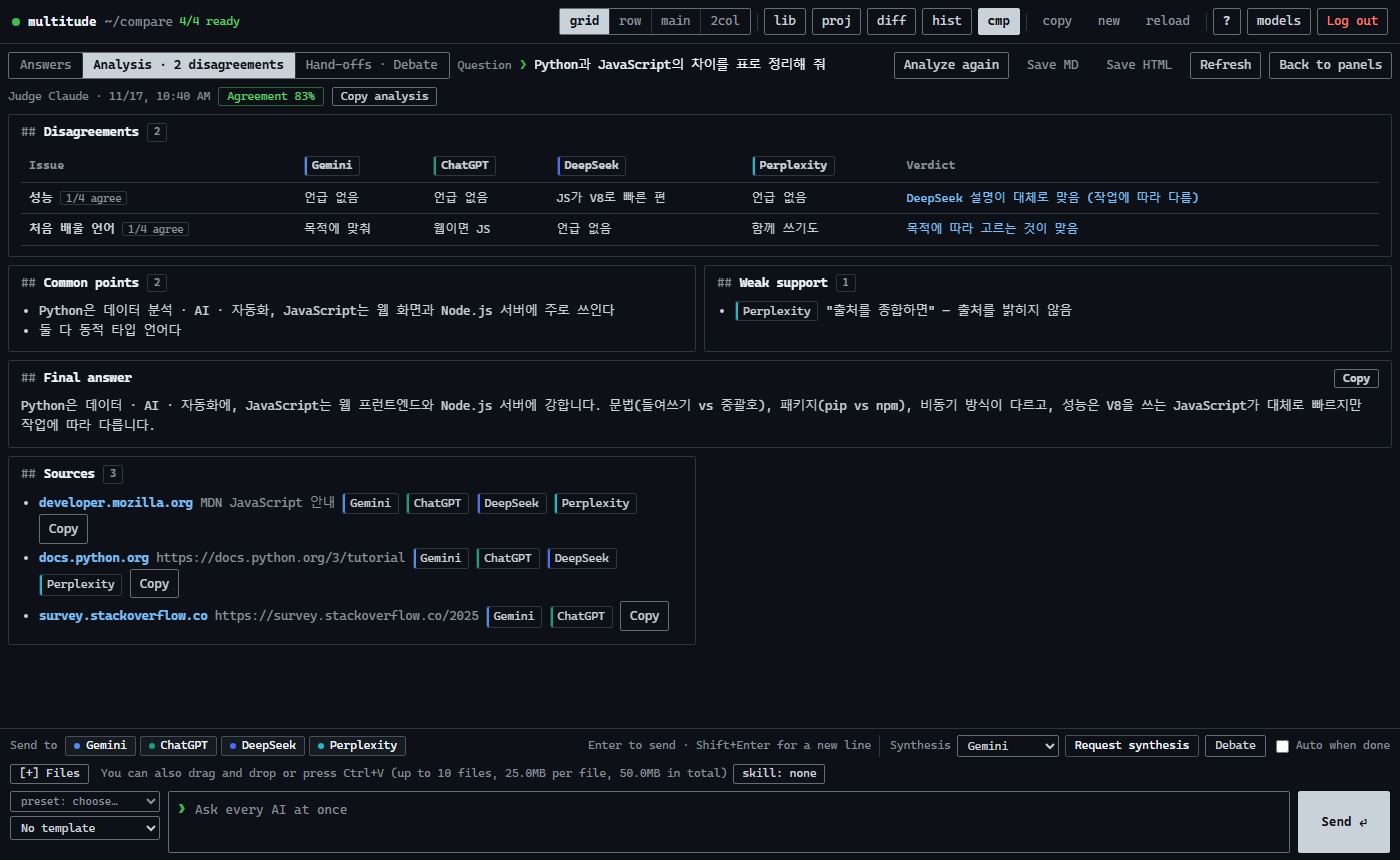 multitude ~/compare 4/4 ready grid row main 2col lib proj diff hist cmp copy new reload ? models Log out
Answers Analysis · 2 disagreements Hand-offs · Debate Question ❯ Python과 JavaScript의 차이를 표로 정리해 줘 Analyze again Save MD Save HTML Refresh Back to panels
Judge Claude · 11/17, 10:40 AM Agreement 83% Copy analysis
## Disagreements 2
Issue Gemini ChatGPT DeepSeek Perplexity Verdict
성능 1/4 agree 언급 없음 언급 없음 JS가 V8로 빠른 편 언급 없음 DeepSeek 설명이 대체로 맞음 (작업에 따라 다름)
처음 배울 언어 1/4 agree 목적에 맞춰 웹이면 JS 언급 없음 함께 쓰기도 목적에 따라 고르는 것이 맞음
## Common points 2
• Python은 데이터 분석 · AI · 자동화, JavaScript는 웹 화면과 Node.js 서버에 주로 쓰인다
• 둘 다 동적 타입 언어다
## Weak support 1
• Perplexity "출처를 종합하면" — 출처를 밝히지 않음
## Final answer Copy
Python은 데이터 · AI · 자동화에, JavaScript는 웹 프런트엔드와 Node.js 서버에 강합니다. 문법(들여쓰기 vs 중괄호), 패키지(pip vs npm), 비동기 방식이 다르고, 성능은 V8을 쓰는 JavaScript가 대체로 빠르지만
작업에 따라 다릅니다.
## Sources 3
• developer.mozilla.org MDN JavaScript 안내 Gemini ChatGPT DeepSeek Perplexity
Copy
• docs.python.org https://docs.python.org/3/tutorial Gemini ChatGPT DeepSeek
Perplexity Copy
• survey.stackoverflow.co https://survey.stackoverflow.co/2025 Gemini ChatGPT Copy
Send to Gemini ChatGPT DeepSeek Perplexity Enter to send · Shift+Enter for a new line Synthesis Gemini Request synthesis Debate Auto when done
[+] Files You can also drag and drop or press Ctrl+V (up to 10 files, 25.0MB per file, 50.0MB in total) skill: none
preset: choose…
No template
❯ Ask every AI at once
Send ⏎